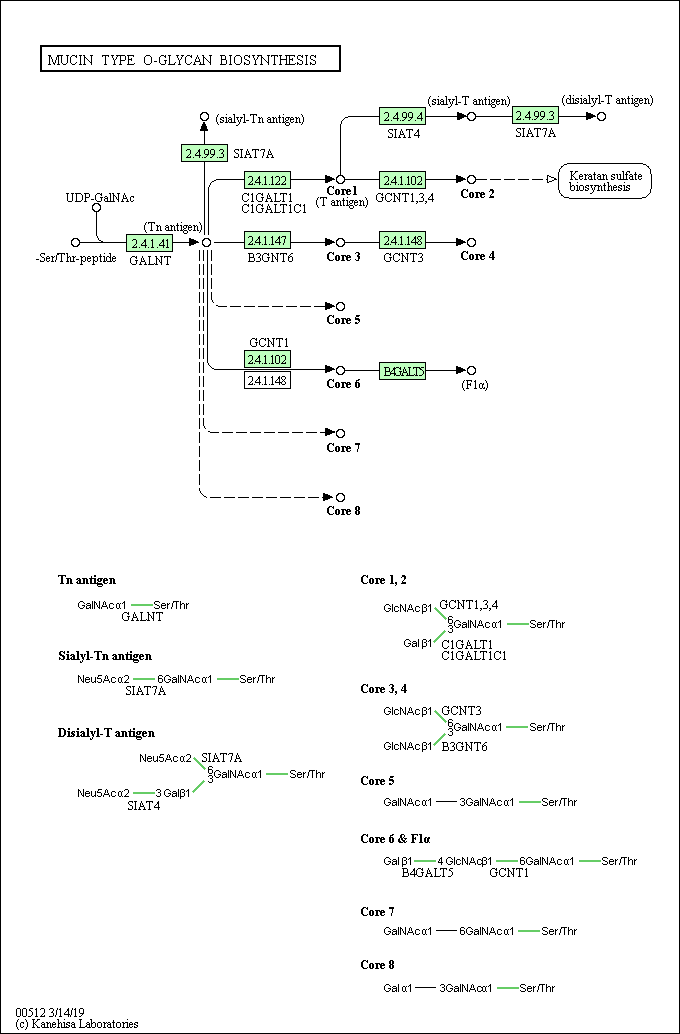 MUCIN TYPE O-GLYCAN BIOSYNTHESIS
(sialyl-T antigen)
(disialyl-T antigen)
2.4.99.4
2.4.99.3
(sialyl-Tn antigen)
SIAT4
SIAT7A
2.4.99.3
SIAT7A
2.4.1.122
Core1
(T antigen)
2.4.1.102
Core 2
Keratan sulfate
biosynthesis
C1GALT1
C1GALT1C1
GCNT1,3,4
UDP-GalNAc
(Tn antigen)
2.4.1.41
2.4.1.147
2.4.1.148
-Ser/Thr-peptide
GALNT
B3GNT6
Core 3
GCNT3
Core 4
Core 5
GCNT1
2.4.1.102
2.4.1.148
Core 6
B4GALT5
(F1α)
Core 7
Core 8
Tn antigen
GalNAcα1
Ser/Thr
GALNT
Sialyl-Tn antigen
Neu5Acα2
6GalNAcα1
Ser/Thr
SIAT7A
Disialyl-T antigen
Neu5Acα2
SIAT7A
6
3GalNAcα1
Ser/Thr
Neu5Acα2
3 Galβ1
SIAT4
Core 1, 2
GlcNAcβ1
GCNT1,3,4
6
3GalNAcα1
Ser/Thr
Galβ1
C1GALT1
C1GALT1C1
Core 3, 4
GlcNAcβ1
GCNT3
6
3GalNAcα1
Ser/Thr
GlcNAcβ1
B3GNT6
Core 5
GalNAcα1
3GalNAcα1
Ser/Thr
Core 6 & F1α
Galβ1
4 GlcNAcβ1
6GalNAcα1
Ser/Thr
B4GALT5
GCNT1
Core 7
GalNAcα1
6GalNAcα1
Ser/Thr
Core 8
Galα1
3GalNAcα1
Ser/Thr
00512 3/14/19
(c) Kanehisa Laboratories